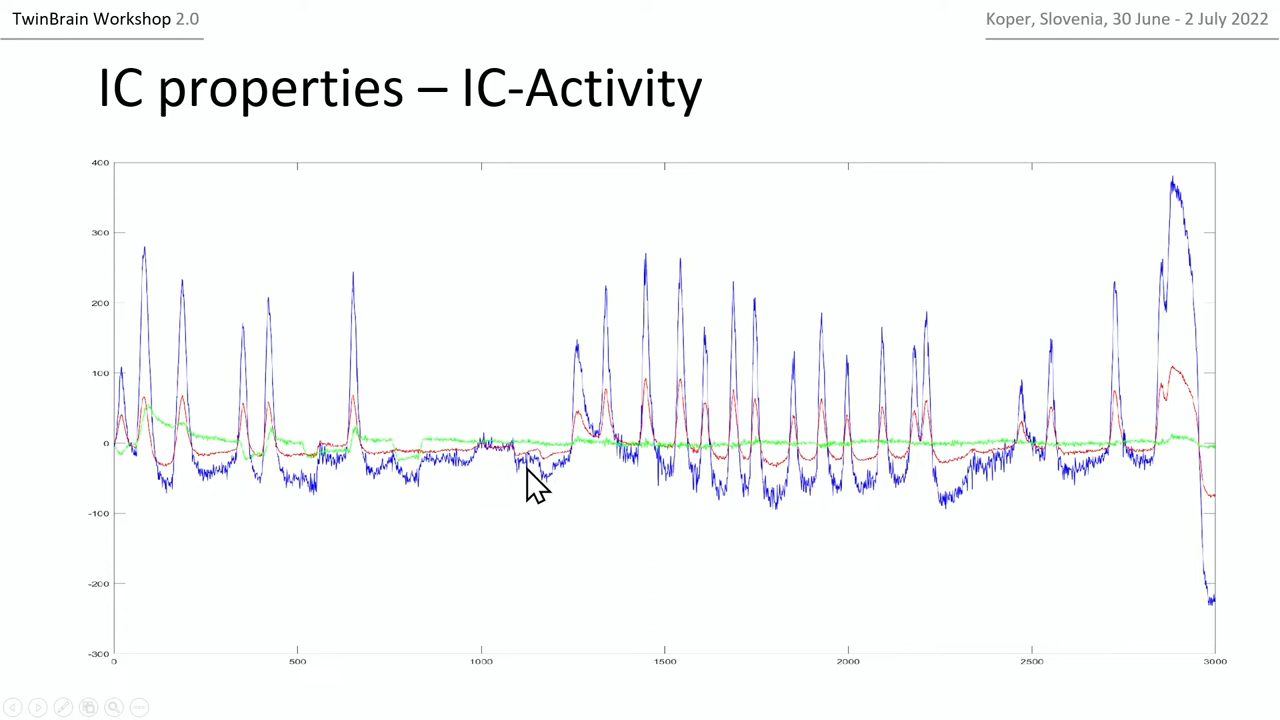 TwinBrain Workshop 2.0
Koper, Slovenia, 30 June - 2 July 2022
IC properties – IC-Activity
400
300
200
100
0
-100
-200
-300
0 500 1000 1500 2000 2500 3000